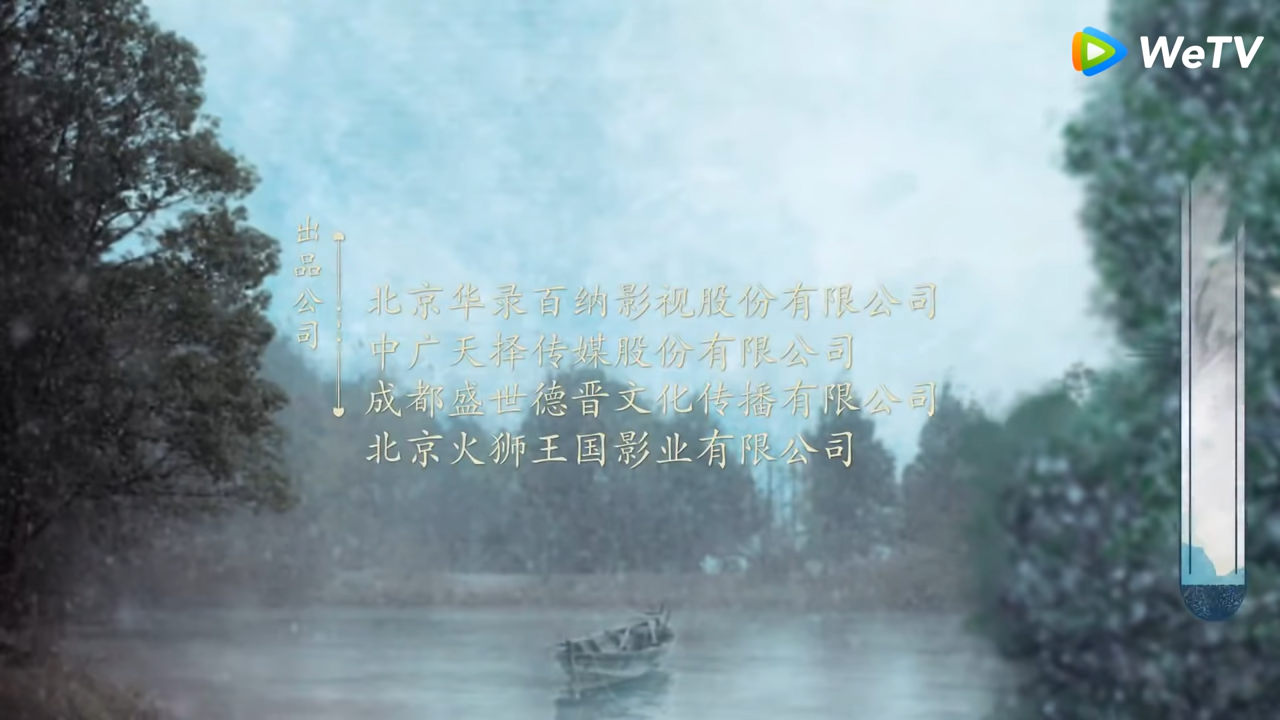 出品公司
北京华录百纳影视股份有限公司
中广天择传媒股份有限公司
成都盛世德晋文化传播有限公司
北京火狮王国影业有限公司
WeTV